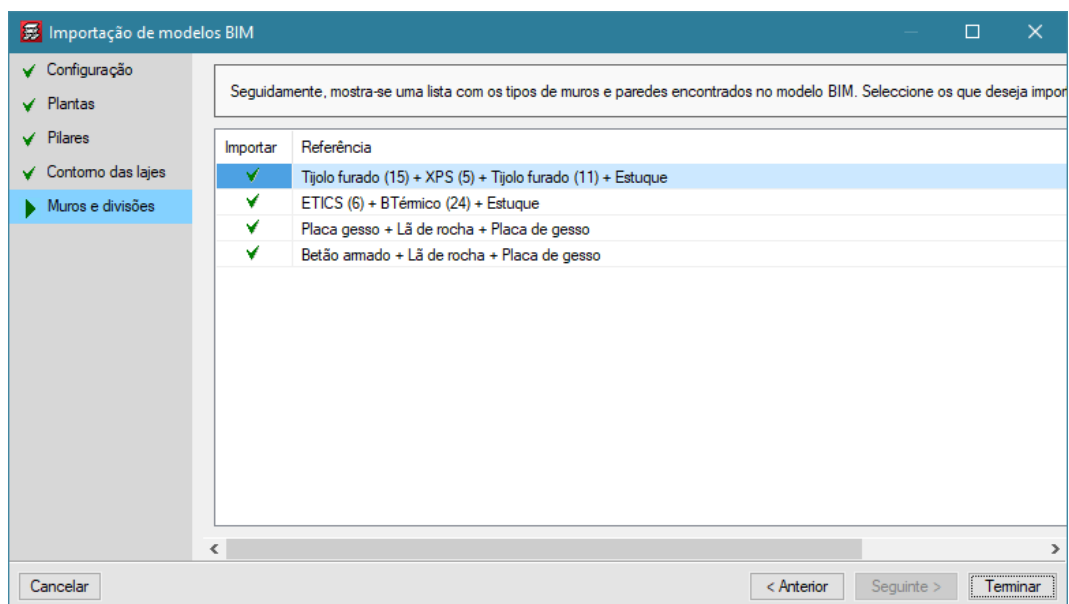 Importação de modelos BIM
Configuração
Plantas
Pilares
Contorno das lajes
Muros e divisões
Seguidamente, mostra-se uma lista com os tipos de muros e paredes encontrados no modelo BIM. Seleccione os que deseja impor
Importar Referência
Tijolo furado (15) + XPS (5) + Tijolo furado (11) + Estuque
ETICS (6) + BTérmico (24) + Estuque
Placa gesso + Lã de rocha + Placa de gesso
Betão armado + Lã de rocha + Placa de gesso
Cancelar < Anterior Seguinte > Terminar